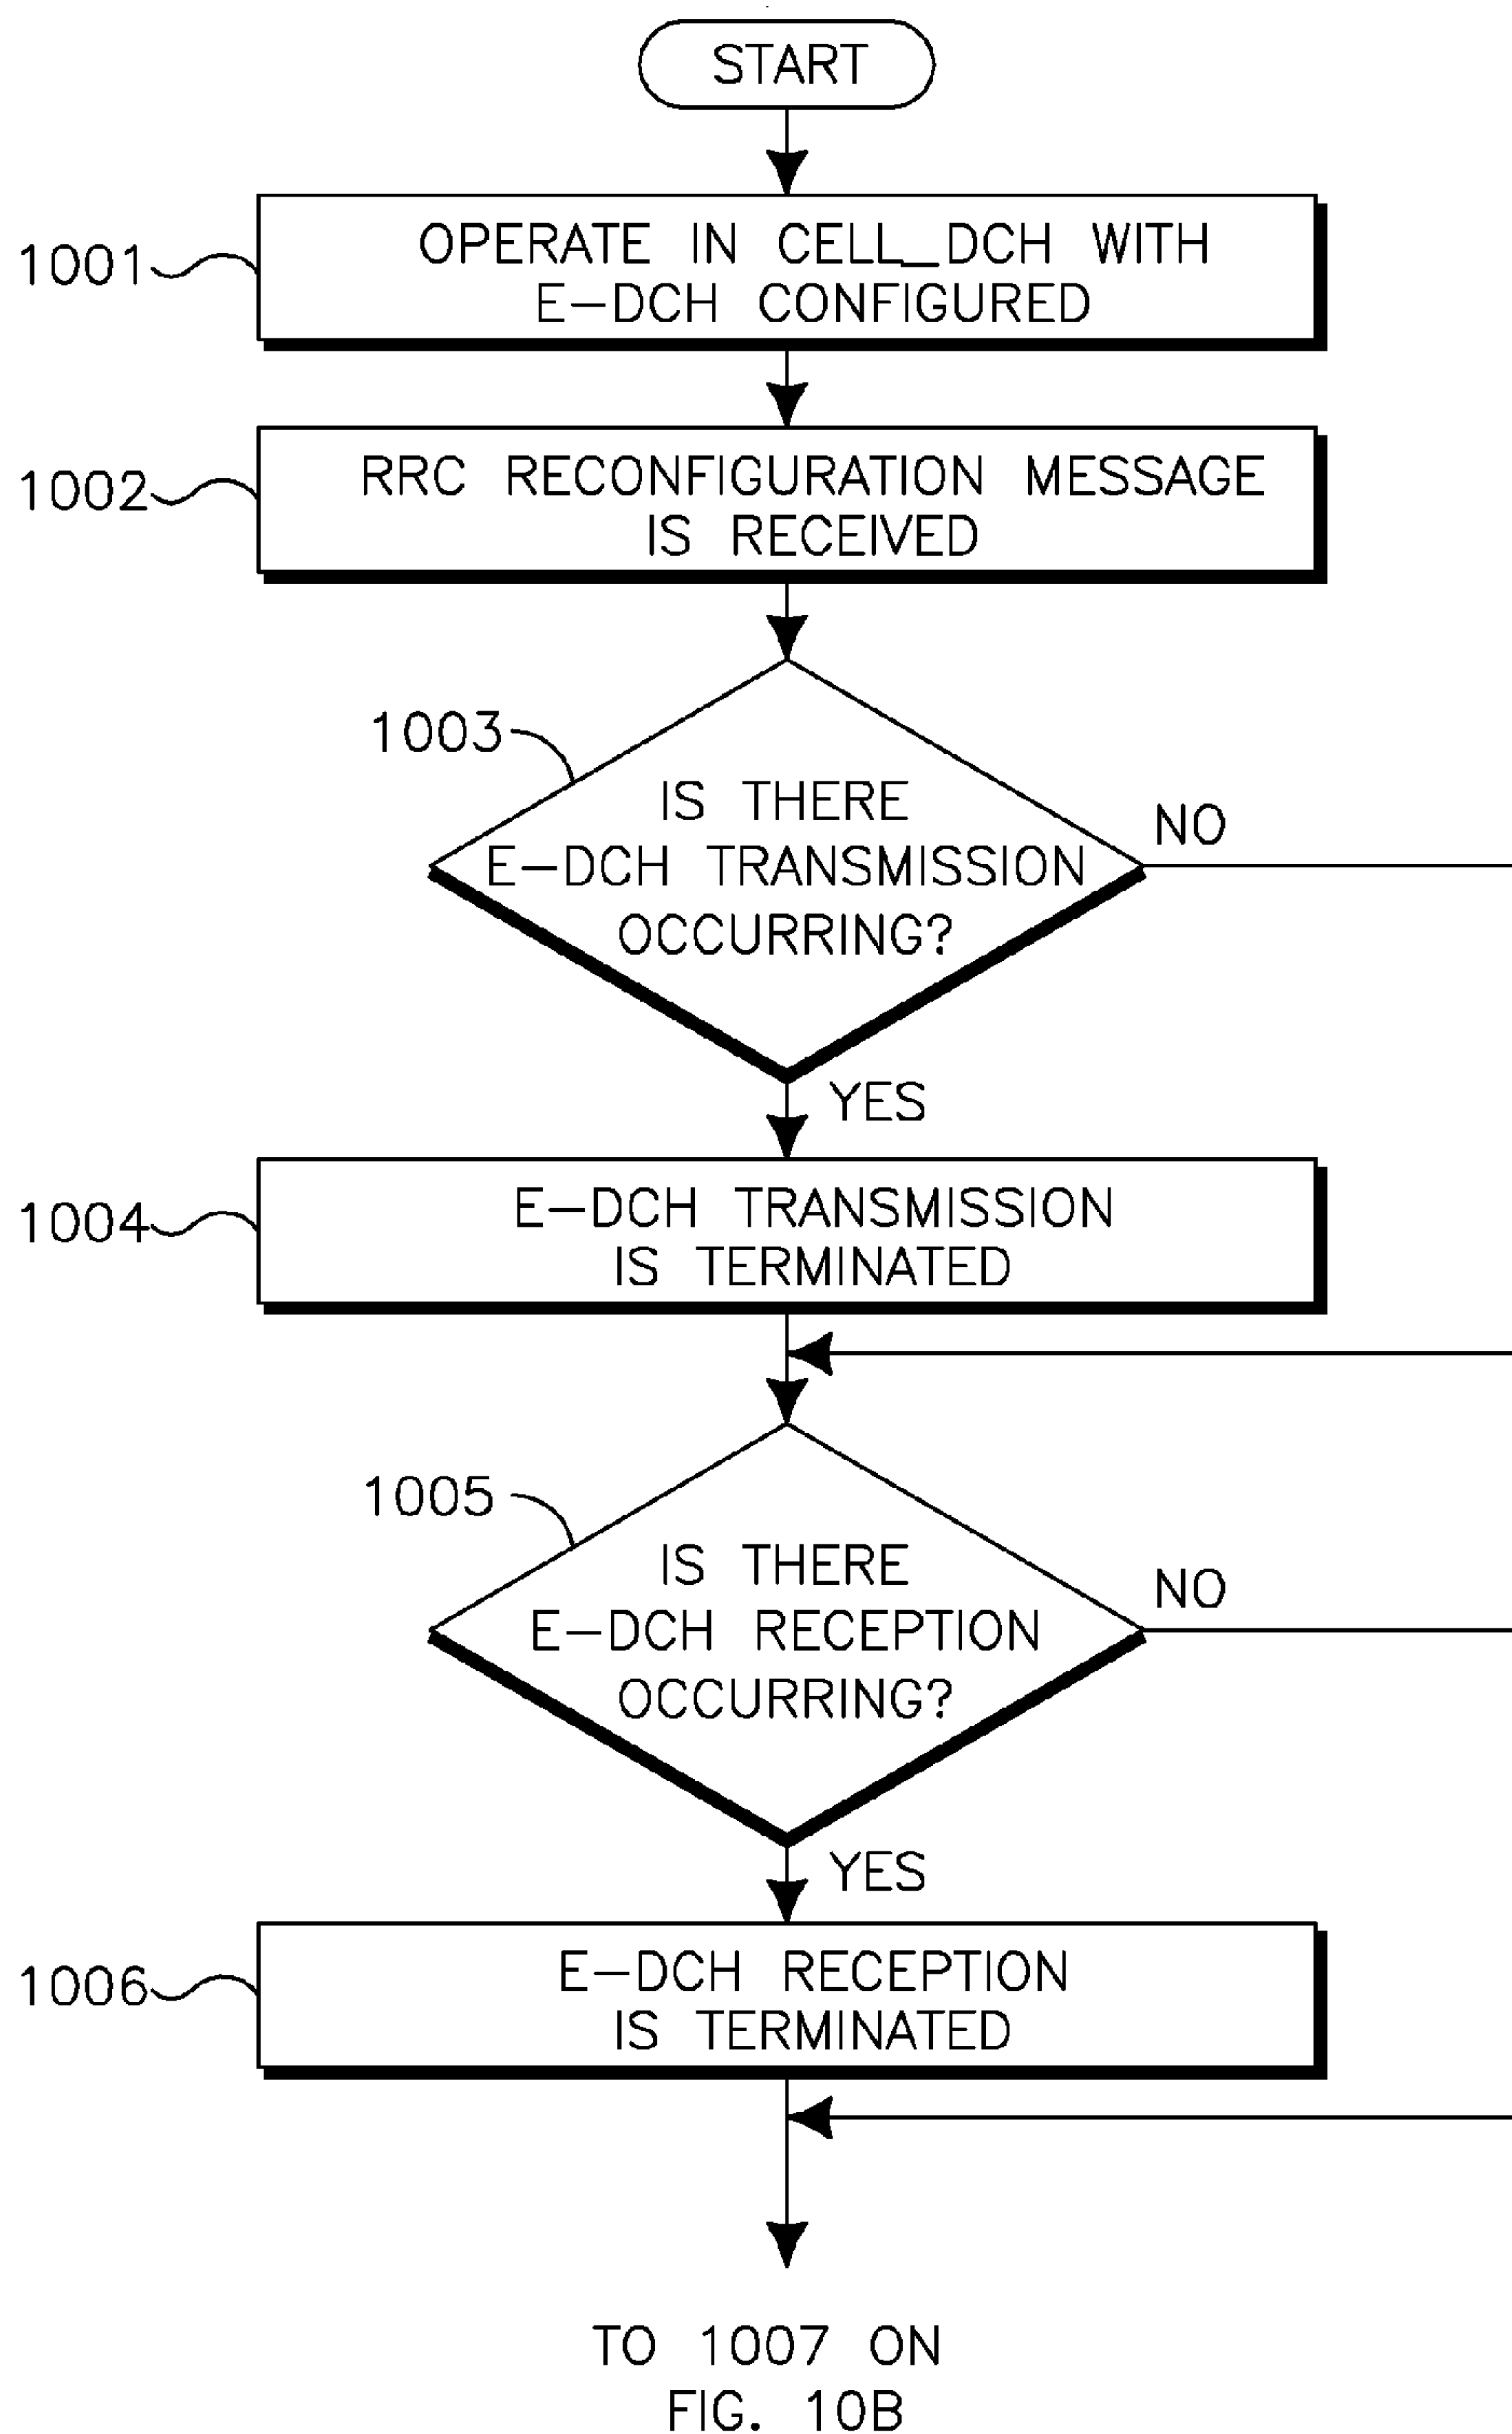 START
1001
OPERATE IN CELL_DCH WITH
E-DCH CONFIGURED
1002
RRC RECONFIGURATION MESSAGE
IS RECEIVED
1003
IS THERE
E-DCH TRANSMISSION
OCCURRING?
NO
YES
1004
E-DCH TRANSMISSION
IS TERMINATED
1005
IS THERE
E-DCH RECEPTION
OCCURRING?
NO
YES
1006
E-DCH RECEPTION
IS TERMINATED
TO 1007 ON
FIG. 10B